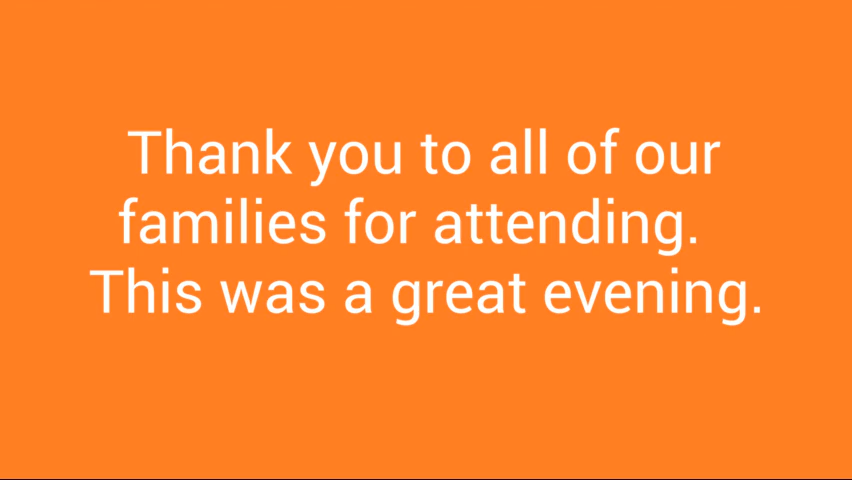 Thank you to all of our
families for attending.
This was a great evening.